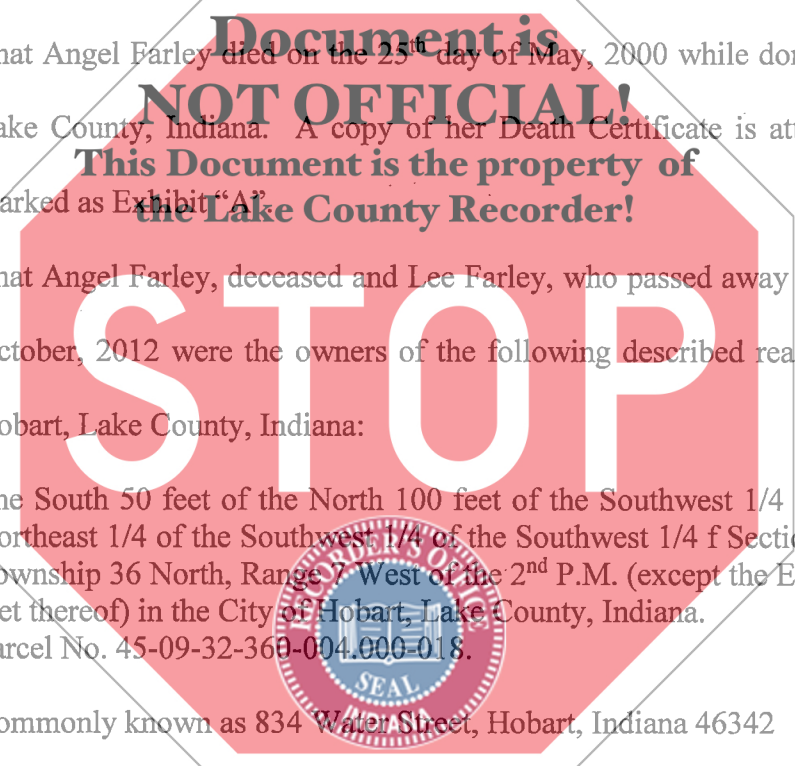 Document is
hat Angel Farley died on the 25th day of May, 2000 while dor
NOT OFFICIAL!
ake County, Indiana. A copy of her Death Certificate is at
This Document is the property of
arked as Exhibit "A".
the Lake County Recorder!
hat Angel Farley, deceased and Lee Farley, who passed away
STOP
ctober, 2012 were the owners of the following described rea
obart, Lake County, Indiana:
he South 50 feet of the North 100 feet of the Southwest 1/4
ortheast 1/4 of the Southwest 1/4 of the Southwest 1/4 f Secti
ownship 36 North, Range 7 West of the 2nd P.M. (except the E
et thereof) in the City of Hobart, Lake County, Indiana.
arcel No. 45-09-32-360-004.000-018.
RECORDER'S OFFICE
SEAL
INDIANA
ommonly known as 834 Water Street, Hobart, Indiana 46342